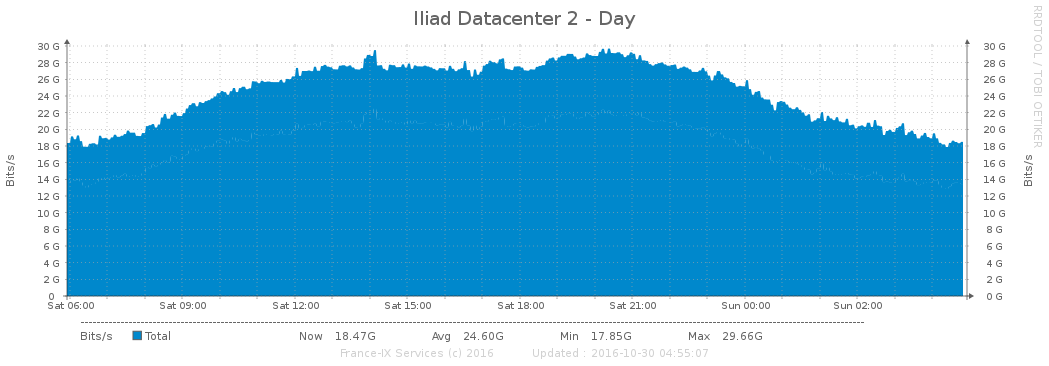 Iliad Datacenter 2 - Day
RRDTOOL / TOBI OETIKER
Bits/s
Bits/s
30 G 30 G
28 G 28 G
26 G 26 G
24 G 24 G
22 G 22 G
20 G 20 G
18 G 18 G
16 G 16 G
14 G 14 G
12 G 12 G
10 G 10 G
8 G 8 G
6 G 6 G
4 G 4 G
2 G 2 G
0 0 G
Sat 06:00 Sat 09:00 Sat 12:00 Sat 15:00 Sat 18:00 Sat 21:00 Sun 00:00 Sun 02:00
Bits/s Total Now 18.47G Avg 24.60G Min 17.85G Max 29.66G
France-IX Services (c) 2016 Updated : 2016-10-30 04:55:07